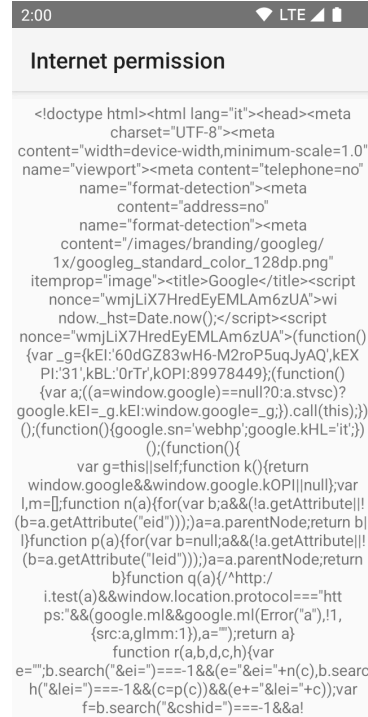 2:00 LTE
Internet permission
<!doctype html><html lang="it"><head><meta
charset="UTF-8"><meta
content="width=device-width,minimum-scale=1.0"
name="viewport"><meta content="telephone=no"
name="format-detection"><meta
content="address=no"
name="format-detection"><meta
content="/images/branding/googleg/
1x/googleg_standard_color_128dp.png"
itemprop="image"><title>Google</title><script
nonce="wmjLiX7HredEyEMLAm6zUA">wi
ndow._hst=Date.now();</script><script
nonce="wmjLiX7HredEyEMLAm6zUA">(function()
{var _g={kEI:'60dGZ83wH6-M2roP5uqJyAQ',kEX
PI:'31',kBL:'0rTr',kOPI:89978449};(function()
{var a;((a=window.google)==null?0:a.stvsc)?
google.kEI=_g.kEI:window.google=_g;}).call(this);})
();(function(){google.sn='webhp';google.kHL='it';})
();(function(){
var g=this||self;function k(){return
window.google&&window.google.kOPI||null};var
l,m=[];function n(a){for(var b;a&&(!a.getAttribute||!
(b=a.getAttribute("eid")));)a=a.parentNode;return b|
l}function p(a){for(var b=null;a&&(!a.getAttribute||!
(b=a.getAttribute("leid")));)a=a.parentNode;return
b}function q(a){/^http:/
i.test(a)&&window.location.protocol==="htt
ps:"&&(google.ml&&google.ml(Error("a"),!1,
{src:a,glmm:1}),a="");return a}
function r(a,b,d,c,h){var
e="";b.search("&ei=")===-1&&(e="&ei="+n(c),b.searc
h("&lei=")===-1&&(c=p(c))&&(e+="&lei="+c));var
f=b.search("&cshid=")===-1&&a!